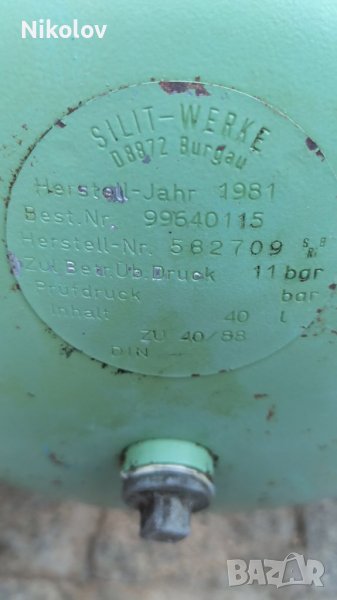 Nikolov
SILIT-WERKE
D8872 Burgau
Herstell-Jahr 1981
Best.Nr. 99640115
Herstell-Nr. 582709
Zul.Betr.Üb.Druck 11 bar
Prüfdruck bar
Inhalt 40 l
ZU 40/88
DIN
BAZAR